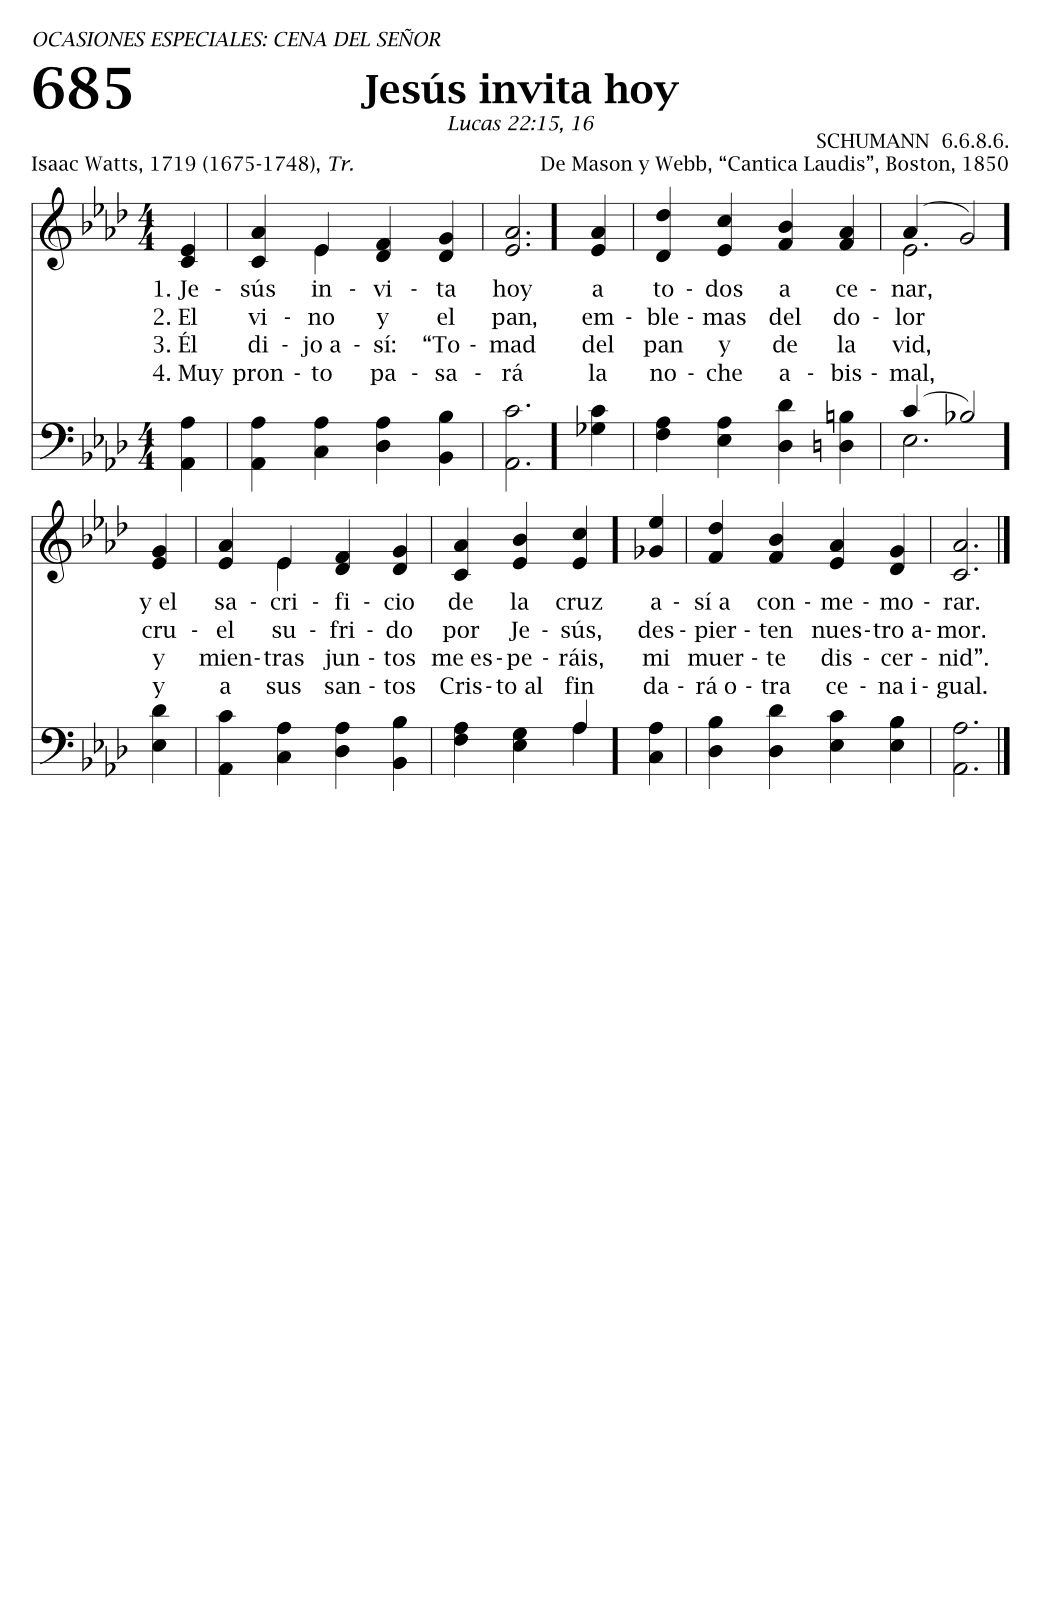 OCASIONES ESPECIALES: CENA DEL SEÑOR
685
Jesús invita hoy
Lucas 22:15, 16
SCHUMANN 6.6.8.6.
Isaac Watts, 1719 (1675-1748), Tr.
De Mason y Webb, “Cantica Laudis”, Boston, 1850
1. Je - sús in - vi - ta hoy a to - dos a ce - nar,
2. El vi - no y el pan, em - ble - mas del do - lor
3. Él di - jo a - sí: “To - mad del pan y de la vid,
4. Muy pron - to pa - sa - rá la no - che a - bis - mal,
y el sa - cri - fi - cio de la cruz a - sí a con - me - mo - rar.
cru - el su - fri - do por Je - sús, des - pier - ten nues - tro a - mor.
y mien - tras jun - tos me es - pe - ráis, mi muer - te dis - cer - nid”.
y a sus san - tos Cris - to al fin da - rá o - tra ce - na i - gual.